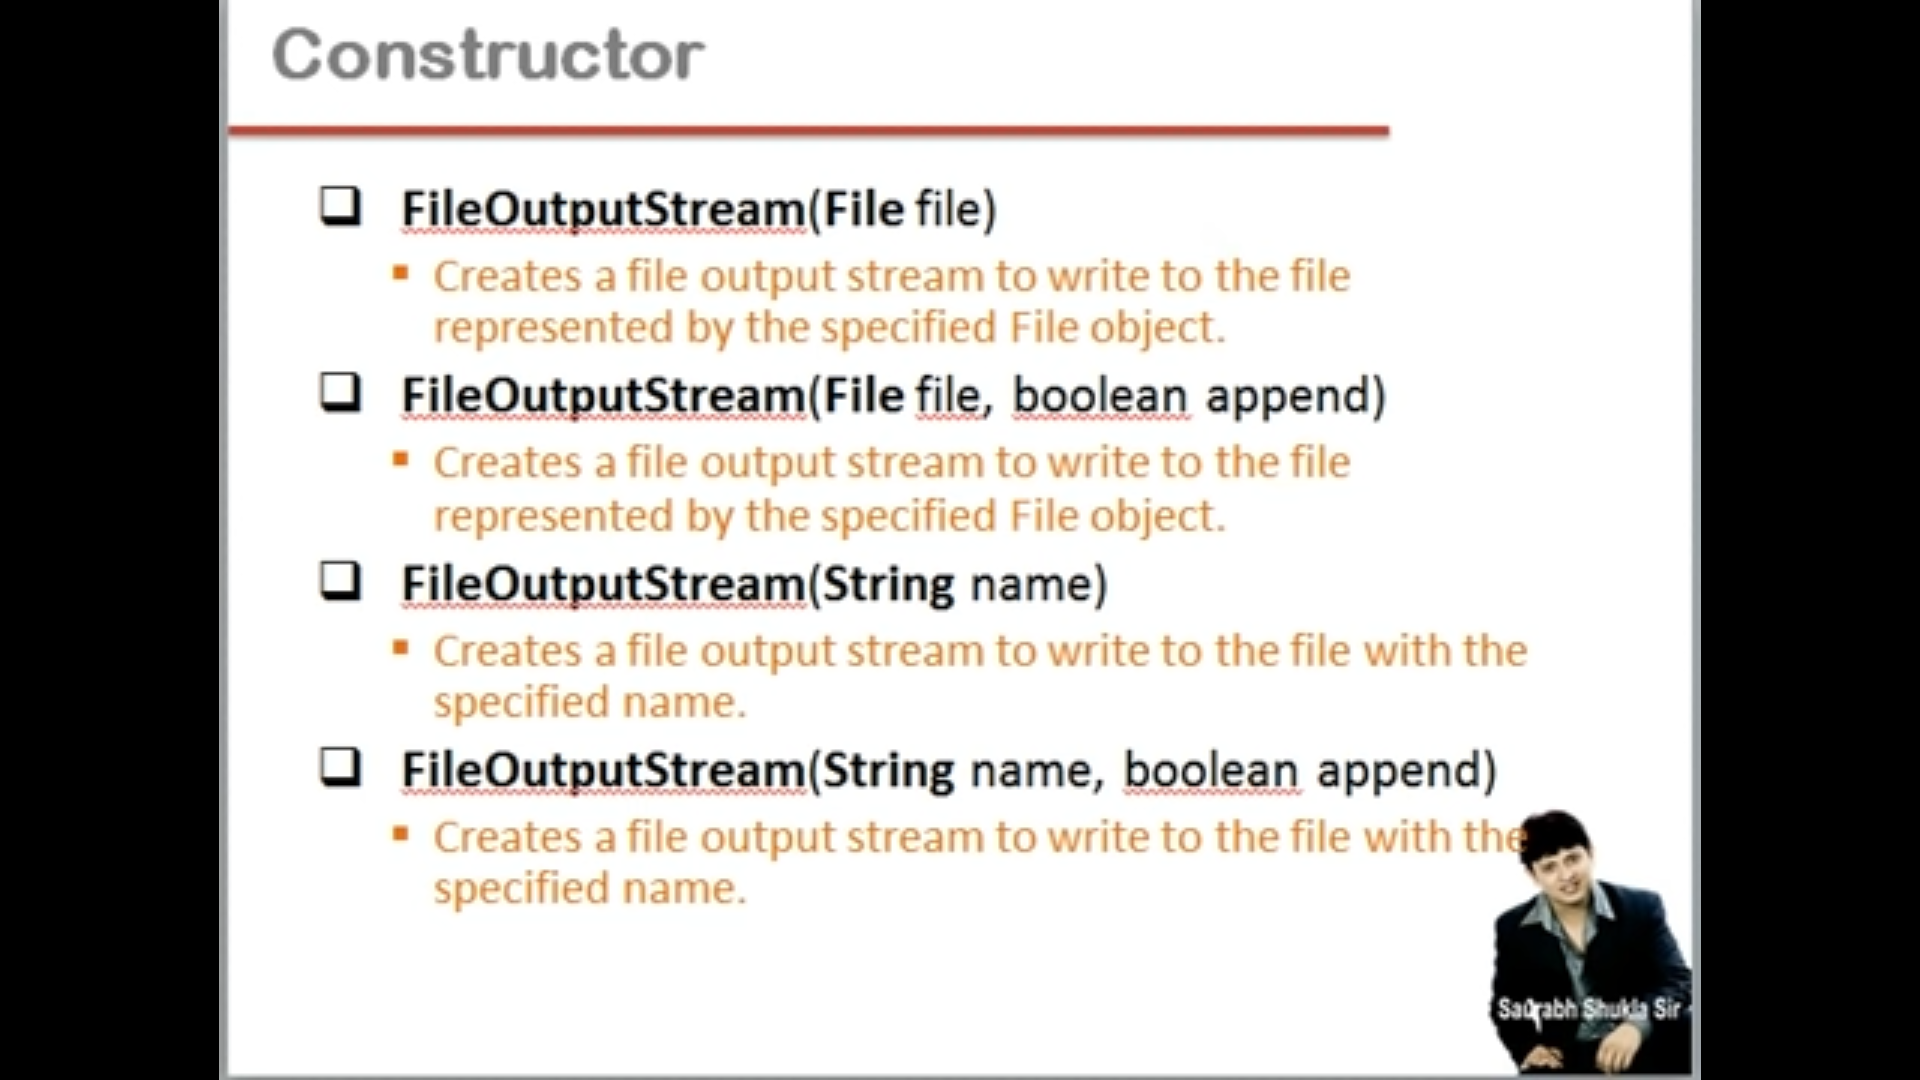 Constructor
FileOutputStream(File file)
Creates a file output stream to write to the file
represented by the specified File object.
FileOutputStream(File file, boolean append)
Creates a file output stream to write to the file
represented by the specified File object.
FileOutputStream(String name)
Creates a file output stream to write to the file with the
specified name.
FileOutputStream(String name, boolean append)
Creates a file output stream to write to the file with the
specified name.
Saurabh Shukla Sir